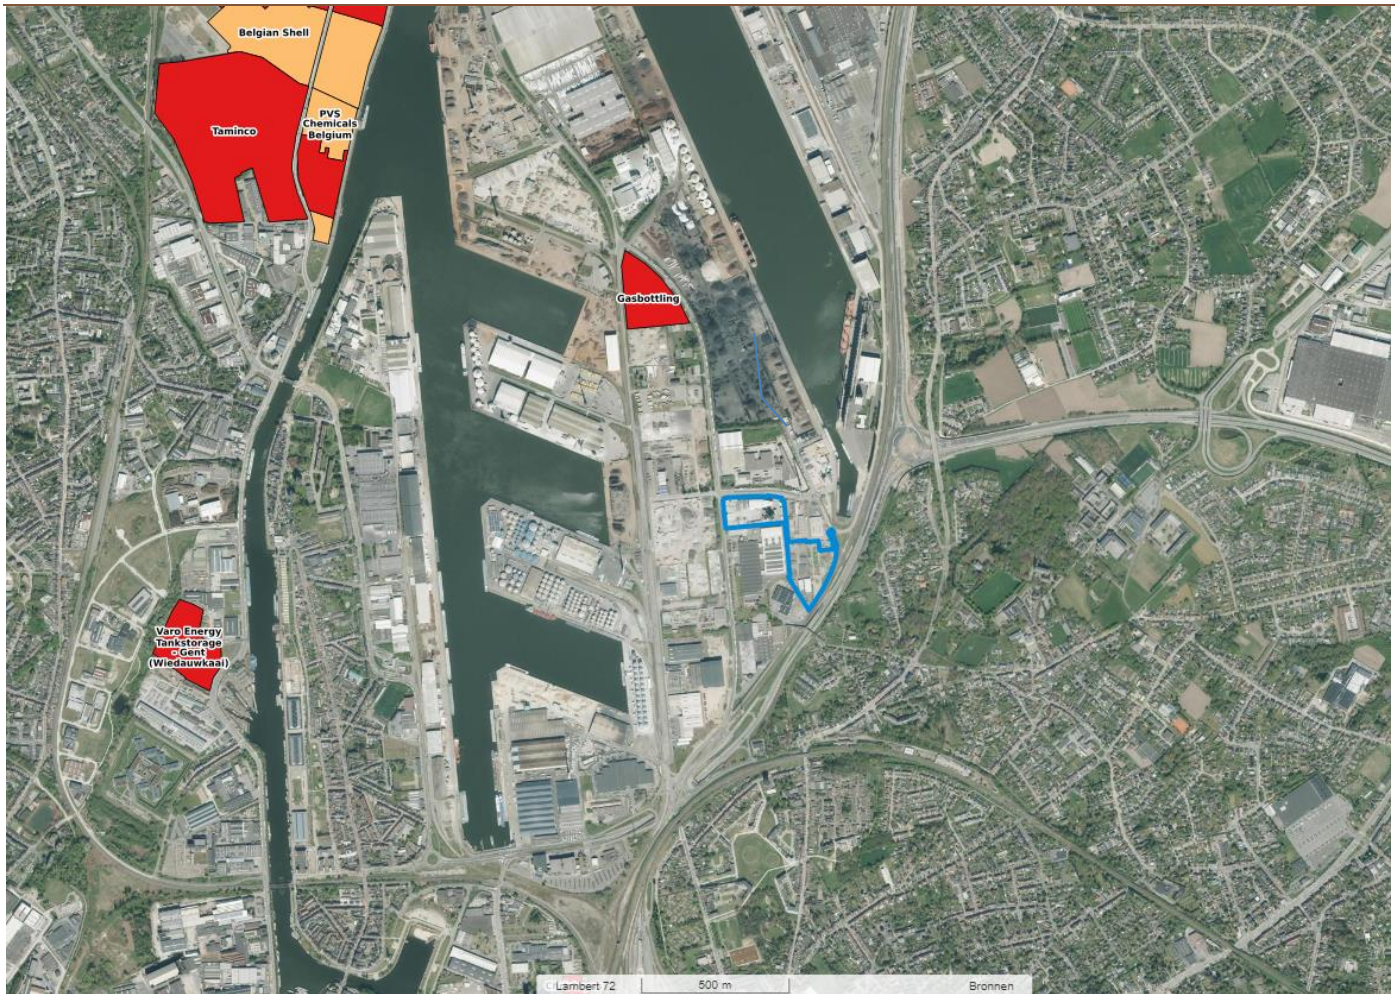 Belgian Shell
Taminco
PVS
Chemicals
Belgium
Gasbottling
Varo Energy
Tankstorage
- Gent
(Wiedauwkaai)
Lambert 72
500 m
Bronnen